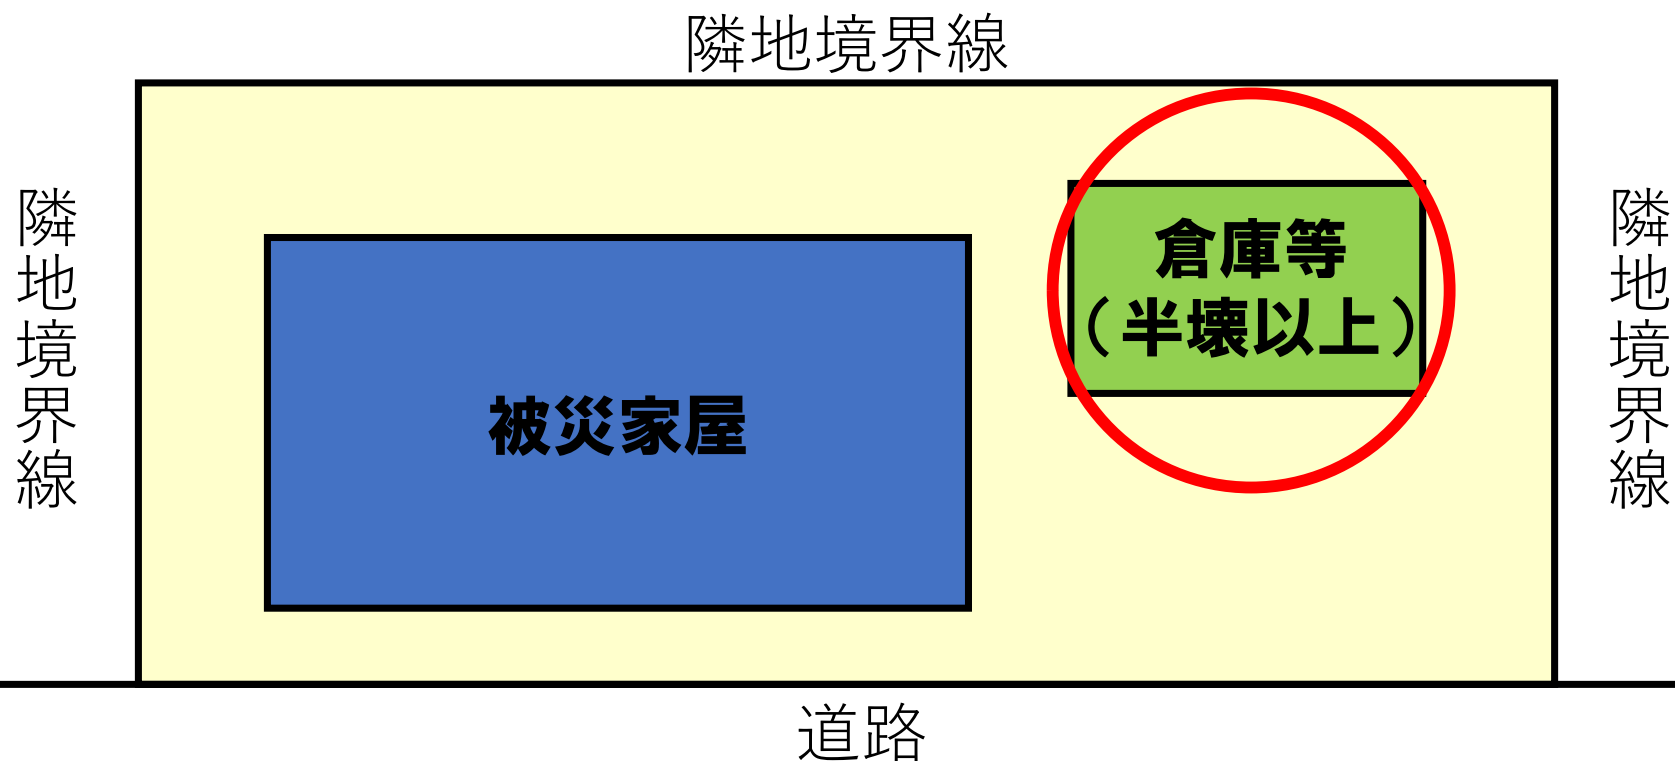 隣地境界線
隣地境界線
倉庫等
（半壊以上）
被災家屋
隣地境界線
道路